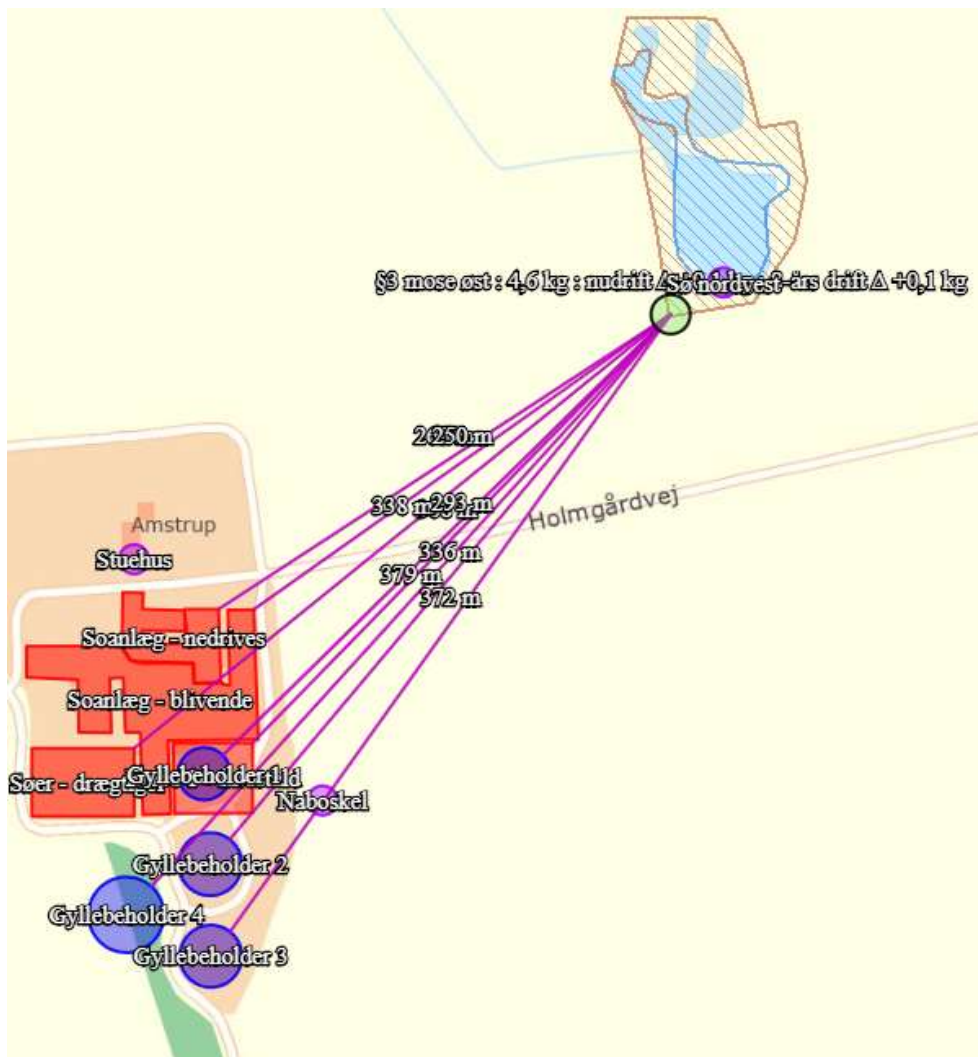 §3 mose øst : 4,6 kg : nudrift Δ års drift Δ +0,1 kg
Sø nordvest
250 m
338 m
293 m
Holmgårdvej
Amstrup
336 m
Stuehus
379 m
372 m
Soanlæg - nedrives
Soanlæg - blivende
Gyllebeholder 1
Søer - dræg
Naboskel
Gyllebeholder 2
Gyllebeholder 4
Gyllebeholder 3